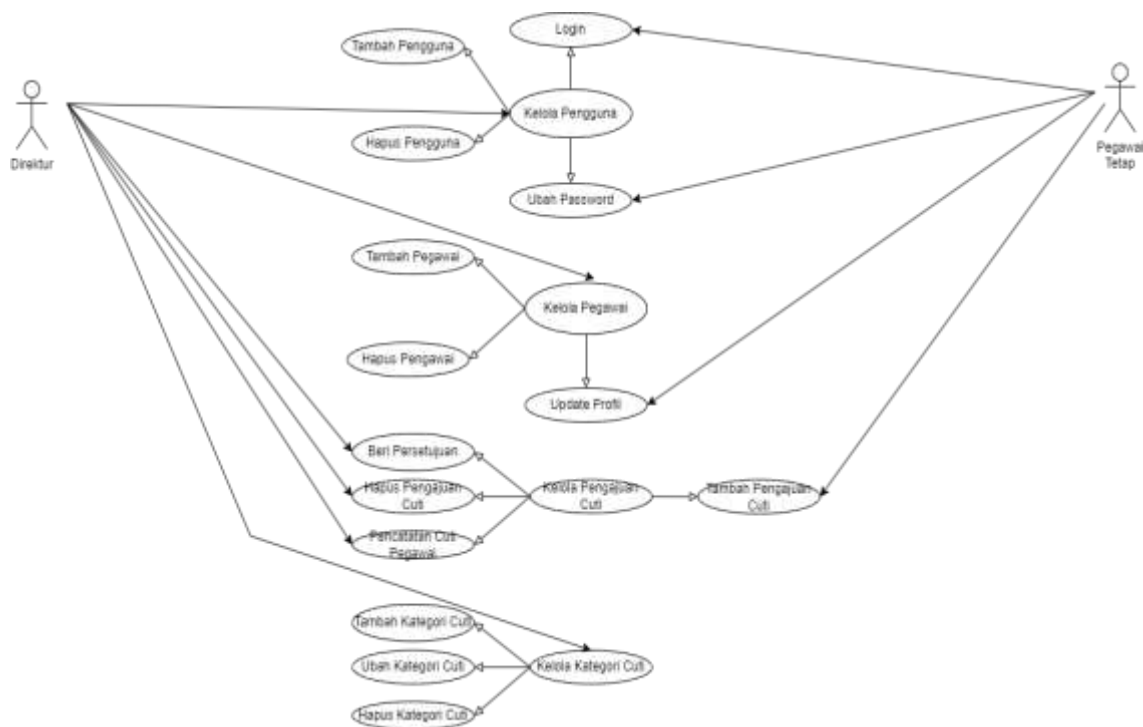 Login
Tambah Pengguna
Kelola Pengguna
Hapus Pengguna
Direktur
Pegawai
Tetap
Ubah Password
Tambah Pegawai
Kelola Pegawai
Hapus Pengawai
Update Profil
Beri Persetujuan
Hapus Pengajuan
Cuti
Kelola Pengajuan
Cuti
Tambah Pengajuan
Cuti
Pencatatan Cuti
Pegawai
Tambah Kategori Cuti
Ubah Kategori Cuti
Kelola Kategori Cuti
Hapus Kategori Cuti